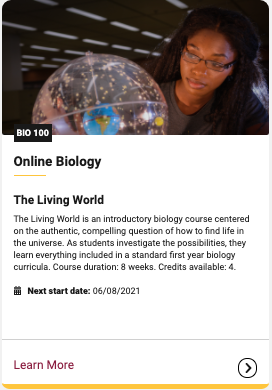 BIO 100
Online Biology
The Living World
The Living World is an introductory biology course centered
on the authentic, compelling question of how to find life in
the universe. As students investigate the possibilities, they
learn everything included in a standard first year biology
curricula. Course duration: 8 weeks. Credits available: 4.
Next start date: 06/08/2021
Learn More